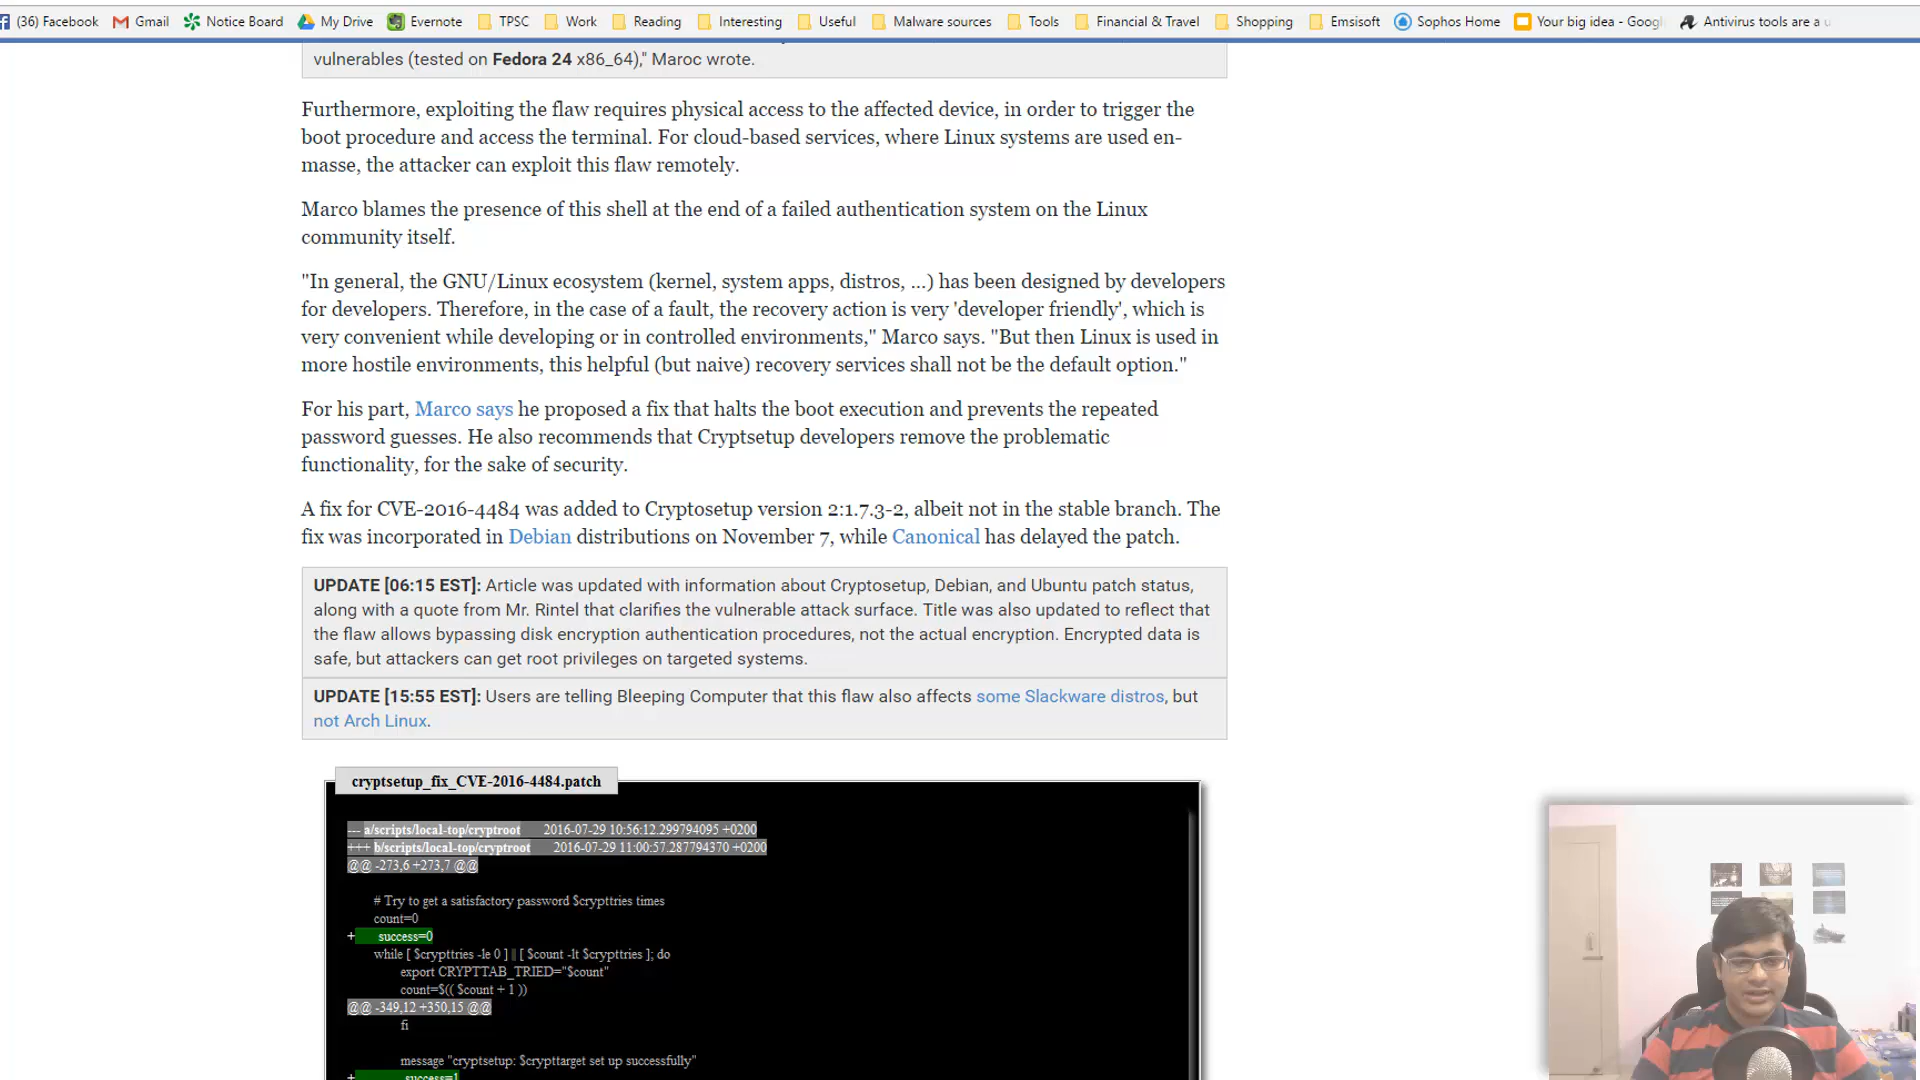 (36) Facebook Gmail Notice Board My Drive Evernote TPSC Work Reading Interesting Useful Malware sources Tools Financial & Travel Shopping Emsisoft Sophos Home Your big idea - Googl Antivirus tools are a u
vulnerables (tested on Fedora 24 x86_64)," Maroc wrote.
Furthermore, exploiting the flaw requires physical access to the affected device, in order to trigger the
boot procedure and access the terminal. For cloud-based services, where Linux systems are used en-
masse, the attacker can exploit this flaw remotely.
Marco blames the presence of this shell at the end of a failed authentication system on the Linux
community itself.
"In general, the GNU/Linux ecosystem (kernel, system apps, distros, ...) has been designed by developers
for developers. Therefore, in the case of a fault, the recovery action is very 'developer friendly', which is
very convenient while developing or in controlled environments," Marco says. "But then Linux is used in
more hostile environments, this helpful (but naive) recovery services shall not be the default option."
For his part, Marco says he proposed a fix that halts the boot execution and prevents the repeated
password guesses. He also recommends that Cryptsetup developers remove the problematic
functionality, for the sake of security.
A fix for CVE-2016-4484 was added to Cryptosetup version 2:1.7.3-2, albeit not in the stable branch. The
fix was incorporated in Debian distributions on November 7, while Canonical has delayed the patch.
UPDATE [06:15 EST]: Article was updated with information about Cryptosetup, Debian, and Ubuntu patch status,
along with a quote from Mr. Rintel that clarifies the vulnerable attack surface. Title was also updated to reflect that
the flaw allows bypassing disk encryption authentication procedures, not the actual encryption. Encrypted data is
safe, but attackers can get root privileges on targeted systems.
UPDATE [15:55 EST]: Users are telling Bleeping Computer that this flaw also affects some Slackware distros, but
not Arch Linux.
cryptsetup_fix_CVE-2016-4484.patch
--- a/scripts/local-top/cryptroot 2016-07-29 10:56:12.299794095 +0200
+++ b/scripts/local-top/cryptroot 2016-07-29 11:00:57.287794370 +0200
@@ -273,6 +273,7 @@
# Try to get a satisfactory password $crypttries times
count=0
+ success=0
while [ $crypttries -le 0 ] || [ $count -lt $crypttries ]; do
export CRYPTTAB_TRIED="$count"
count=$(( $count + 1 ))
@@ -349,12 +350,15 @@
fi
message "cryptsetup: $crypttarget set up successfully"
+ success=1